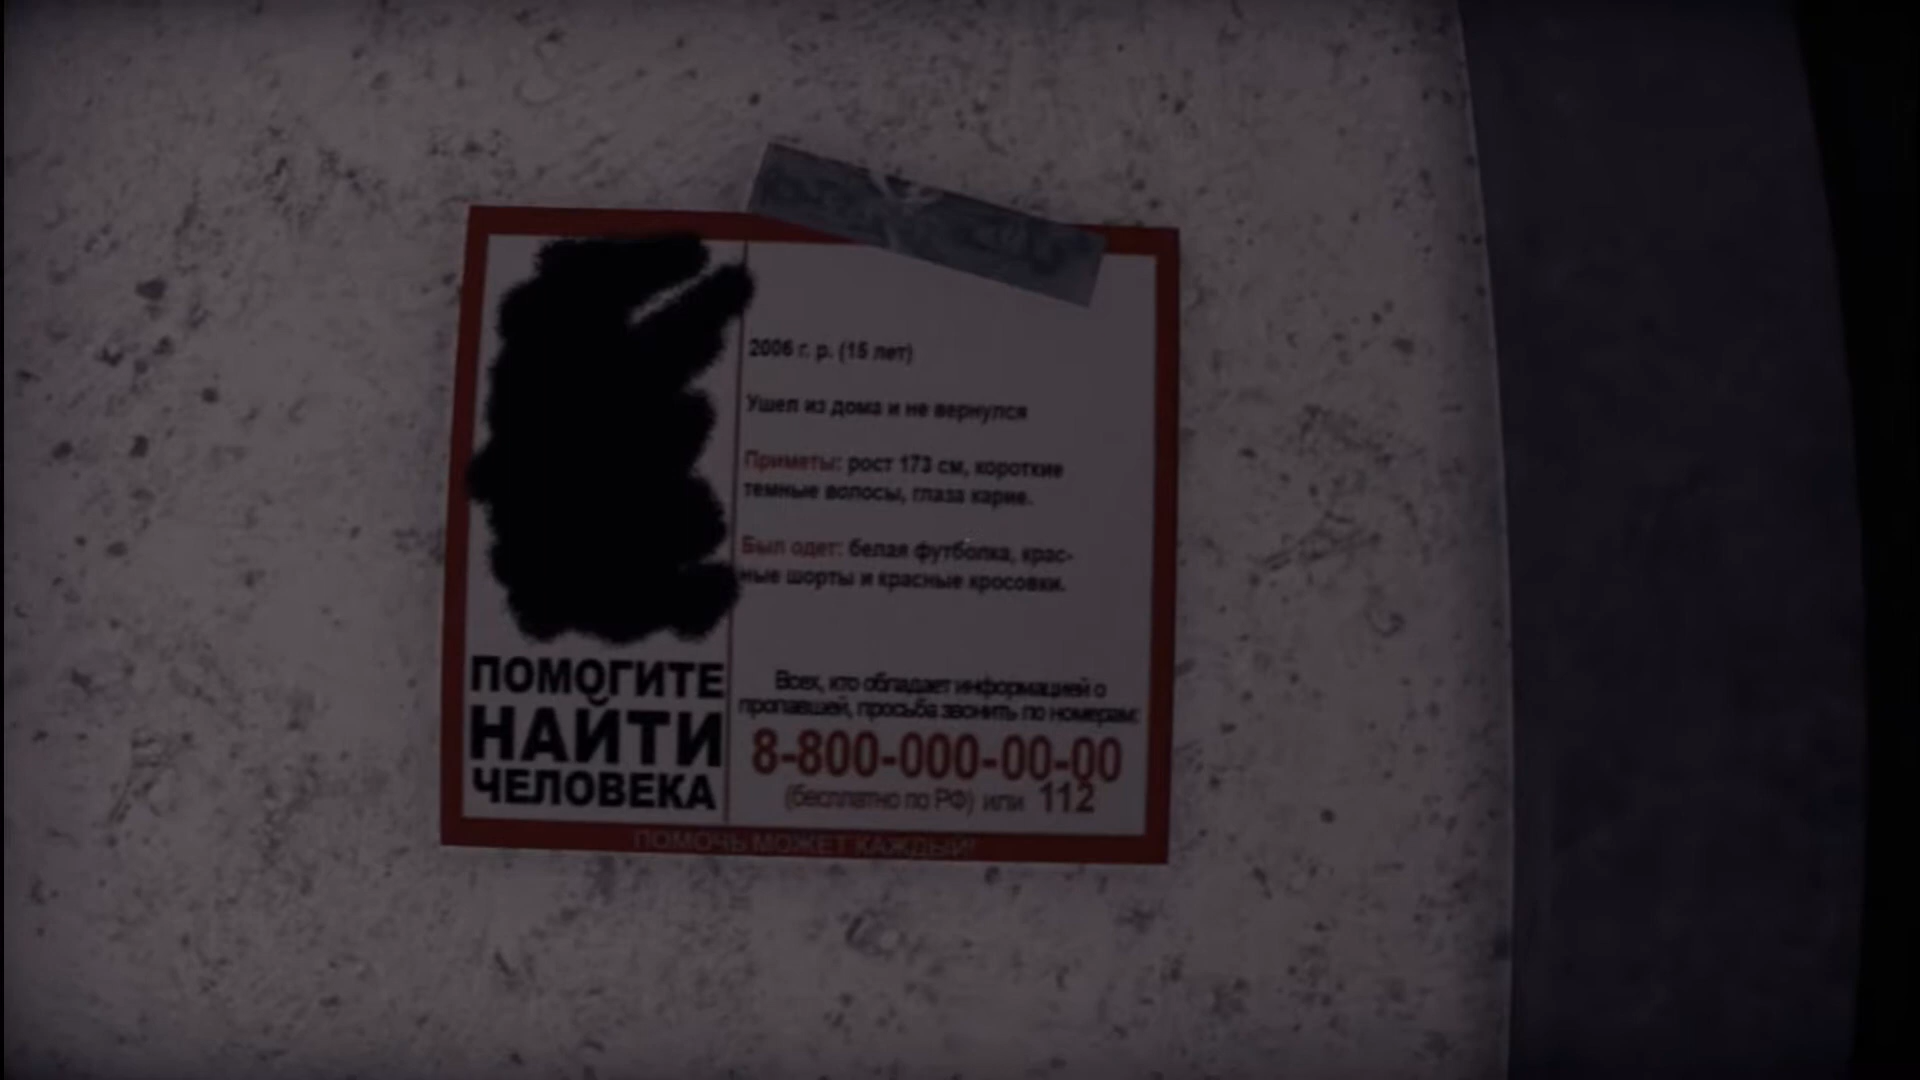 2006 г. р. (15 лет)
Ушел из дома и не вернулся
Приметы: рост 173 см, короткие
темные волосы, глаза карие.
Был одет: белая футболка, крас-
ные шорты и красные кросовки.
ПОМОГИТЕ
НАЙТИ
ЧЕЛОВЕКА
Всех, кто обладает информацией о
пропавшей, просьба звонить по номерам:
8-800-000-00-00
(бесплатно по РФ) или 112
ПОМОЧЬ МОЖЕТ КАЖДЫЙ!